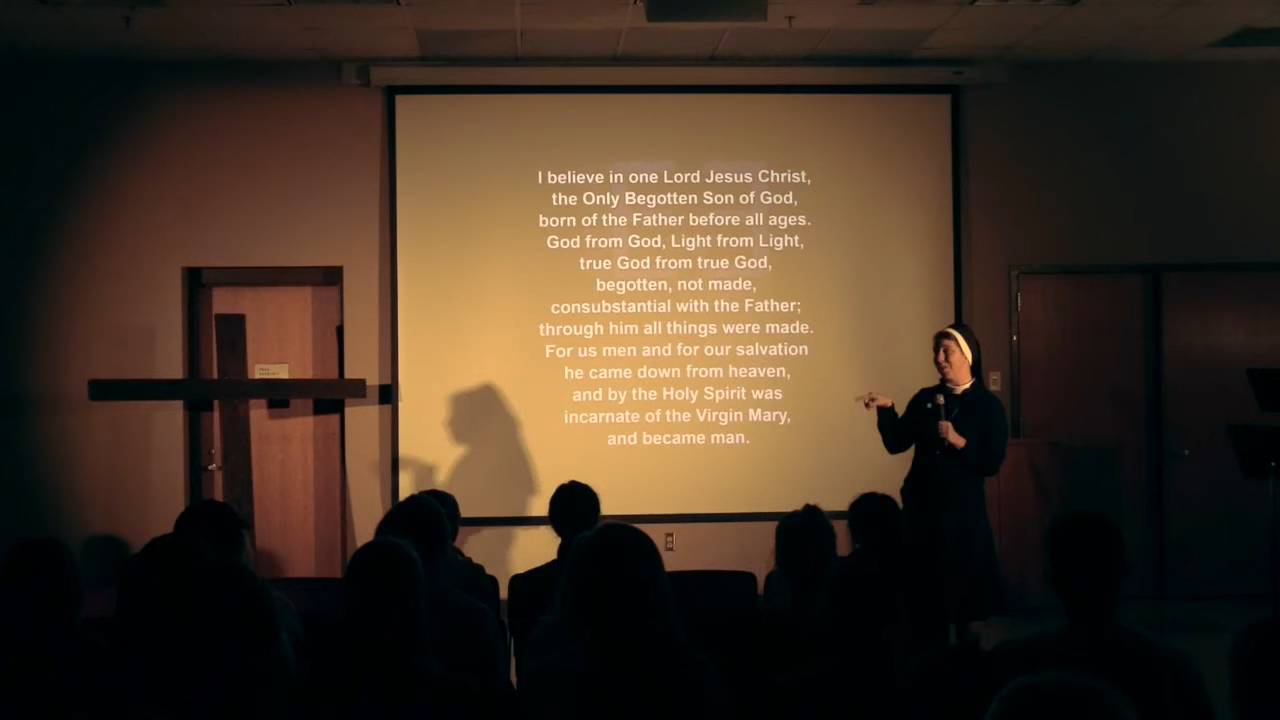 I believe in one Lord Jesus Christ,
the Only Begotten Son of God,
born of the Father before all ages.
God from God, Light from Light,
true God from true God,
begotten, not made,
consubstantial with the Father;
through him all things were made.
For us men and for our salvation
he came down from heaven,
and by the Holy Spirit was
incarnate of the Virgin Mary,
and became man.